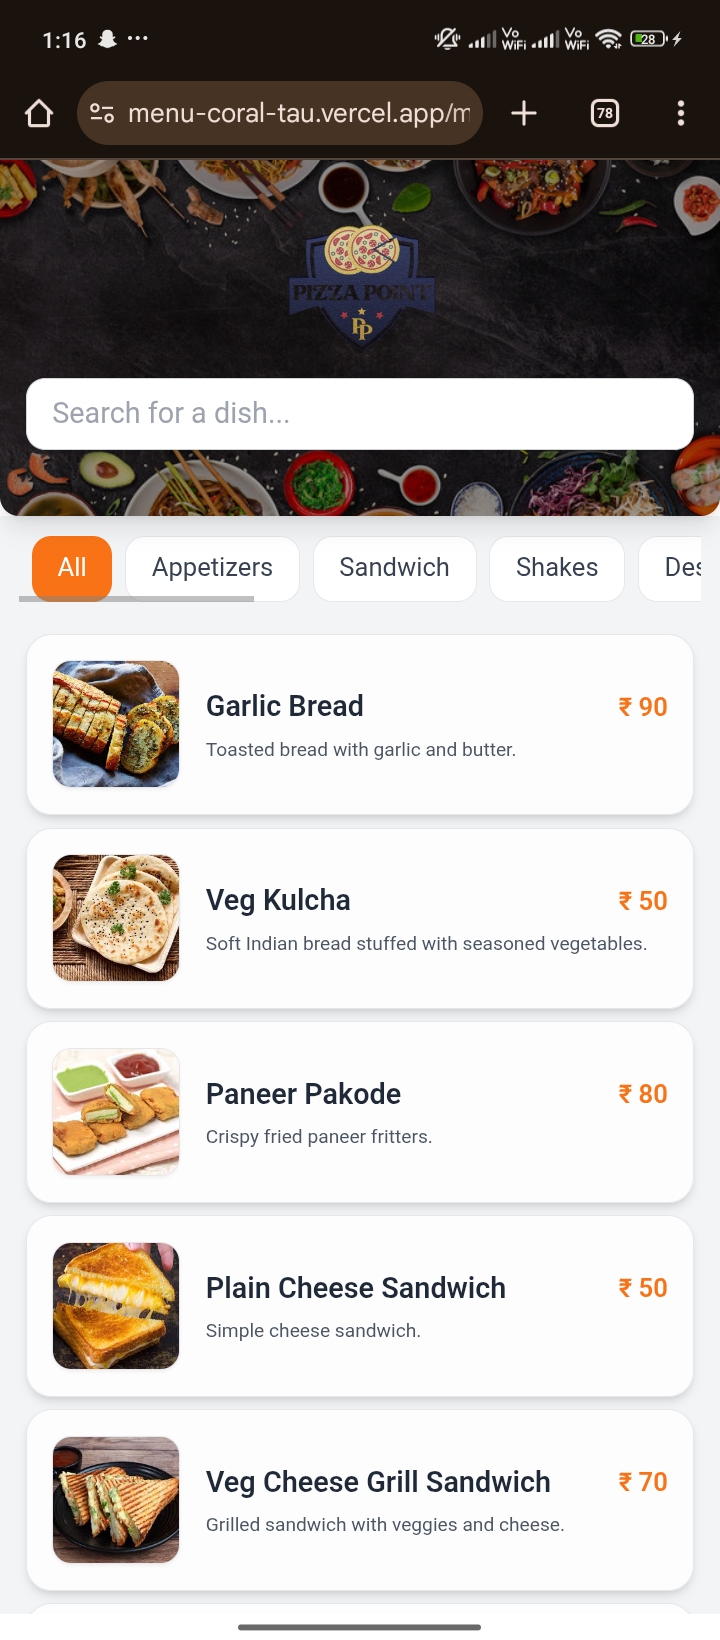 1:16
Vo
WiFi
Vo
WiFi
28
menu-coral-tau.vercel.app/m
78
PIZZA POINT
PP
Search for a dish...
All
Appetizers
Sandwich
Shakes
Des
Garlic Bread
₹ 90
Toasted bread with garlic and butter.
Veg Kulcha
₹ 50
Soft Indian bread stuffed with seasoned vegetables.
Paneer Pakode
₹ 80
Crispy fried paneer fritters.
Plain Cheese Sandwich
₹ 50
Simple cheese sandwich.
Veg Cheese Grill Sandwich
₹ 70
Grilled sandwich with veggies and cheese.